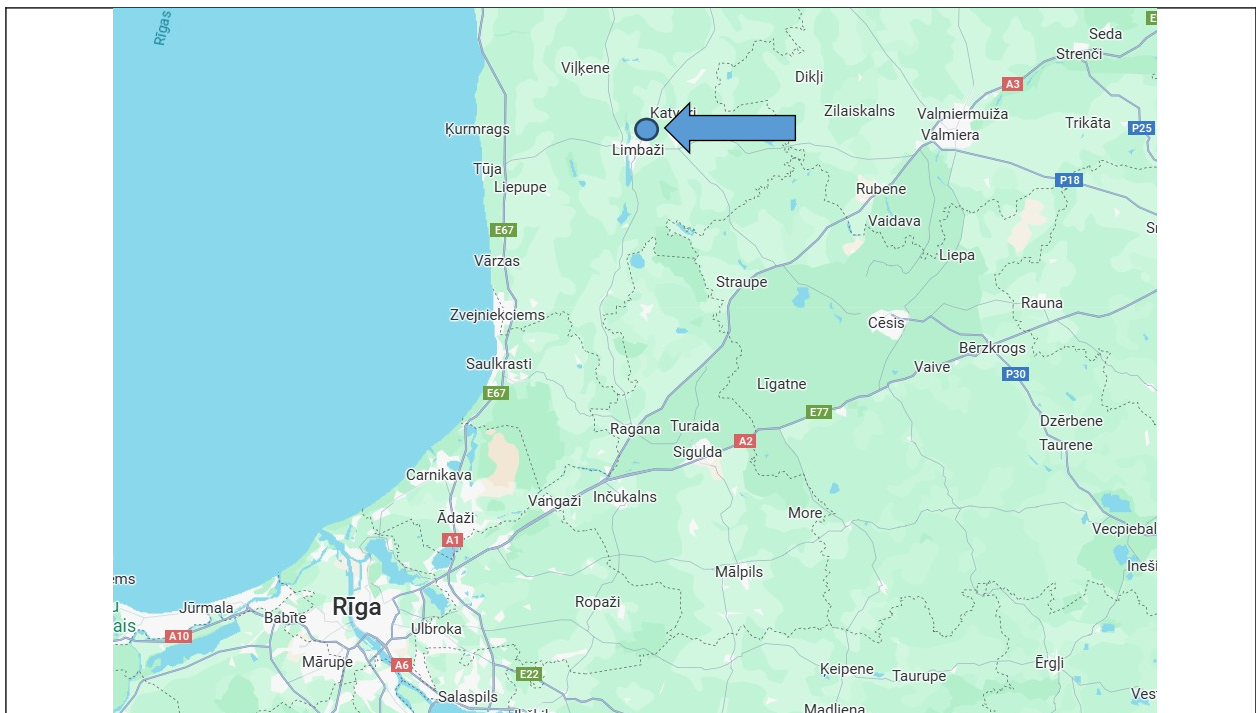 Rīgas
Seda
Strenči
Viļķene
Dikļi
A3
Zilaiskalns
Valmiermuiža
Valmiera
Trikāta
P25
Ķurmrags
Limbaži
Tūja
Liepupe
Rubene
P18
Vaidava
E67
Liepa
Vārzas
Straupe
Rauna
Zvejniekciems
Cēsis
Bērzkrogs
Saulkrasti
Vaive
P30
Līgatne
E67
E77
Dzērbene
Ragana
Turaida
A2
Taurene
Sigulda
Carnikava
Vangaži
Inčukalns
More
Ādaži
A1
Mālpils
Jūrmala
Rīga
Ropaži
Babīte
Ulbroka
A10
Mārupe
A6
E22
Ķeipene
Taurupe
Ērgļi
Salaspils
Madliena